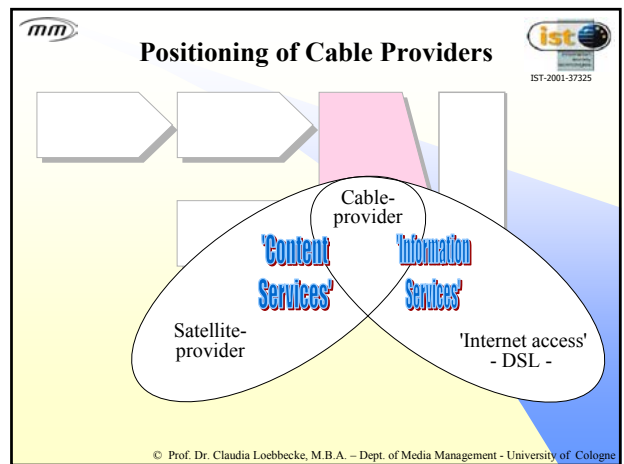 mm
Positioning of Cable Providers
ist
IST-2001-37325
Cable-
provider
'Content
Services'
'Information
Services'
Satellite-
provider
'Internet access'
- DSL -
© Prof. Dr. Claudia Loebbecke, M.B.A. – Dept. of Media Management - University of Cologne